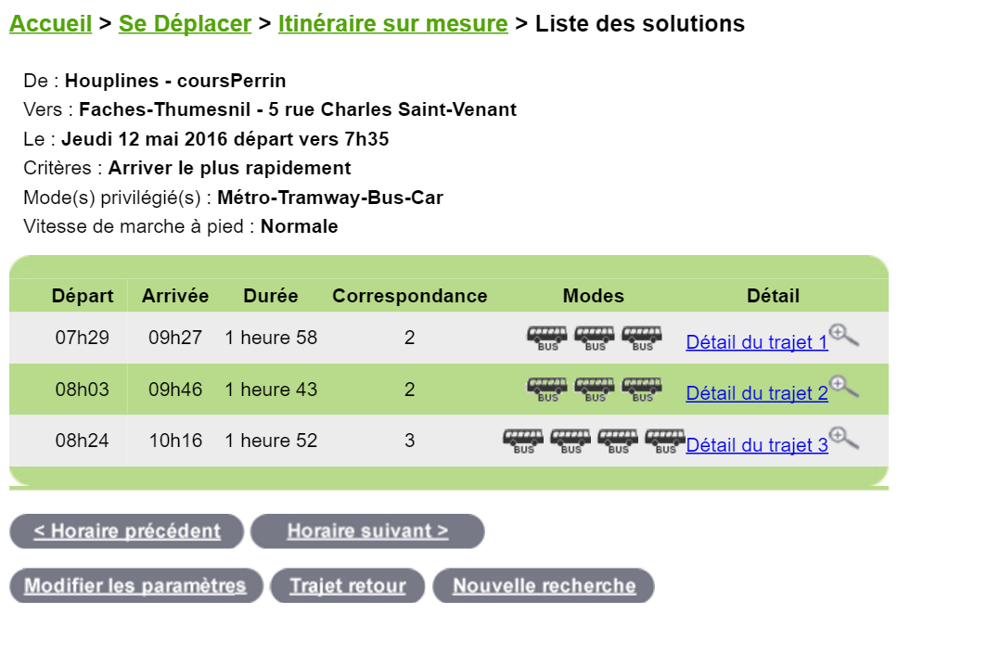 Accueil > Se Déplacer > Itinéraire sur mesure > Liste des solutions
De : Houplines - coursPerrin
Vers : Faches-Thumesnil - 5 rue Charles Saint-Venant
Le : Jeudi 12 mai 2016 départ vers 7h35
Critères : Arriver le plus rapidement
Mode(s) privilégié(s) : Métro-Tramway-Bus-Car
Vitesse de marche à pied : Normale
Départ Arrivée Durée Correspondance Modes Détail
07h29 09h27 1 heure 58 2 BUS BUS BUS Détail du trajet 1
08h03 09h46 1 heure 43 2 BUS BUS BUS Détail du trajet 2
08h24 10h16 1 heure 52 3 BUS BUS BUS BUS Détail du trajet 3
< Horaire précédent Horaire suivant >
Modifier les paramètres Trajet retour Nouvelle recherche